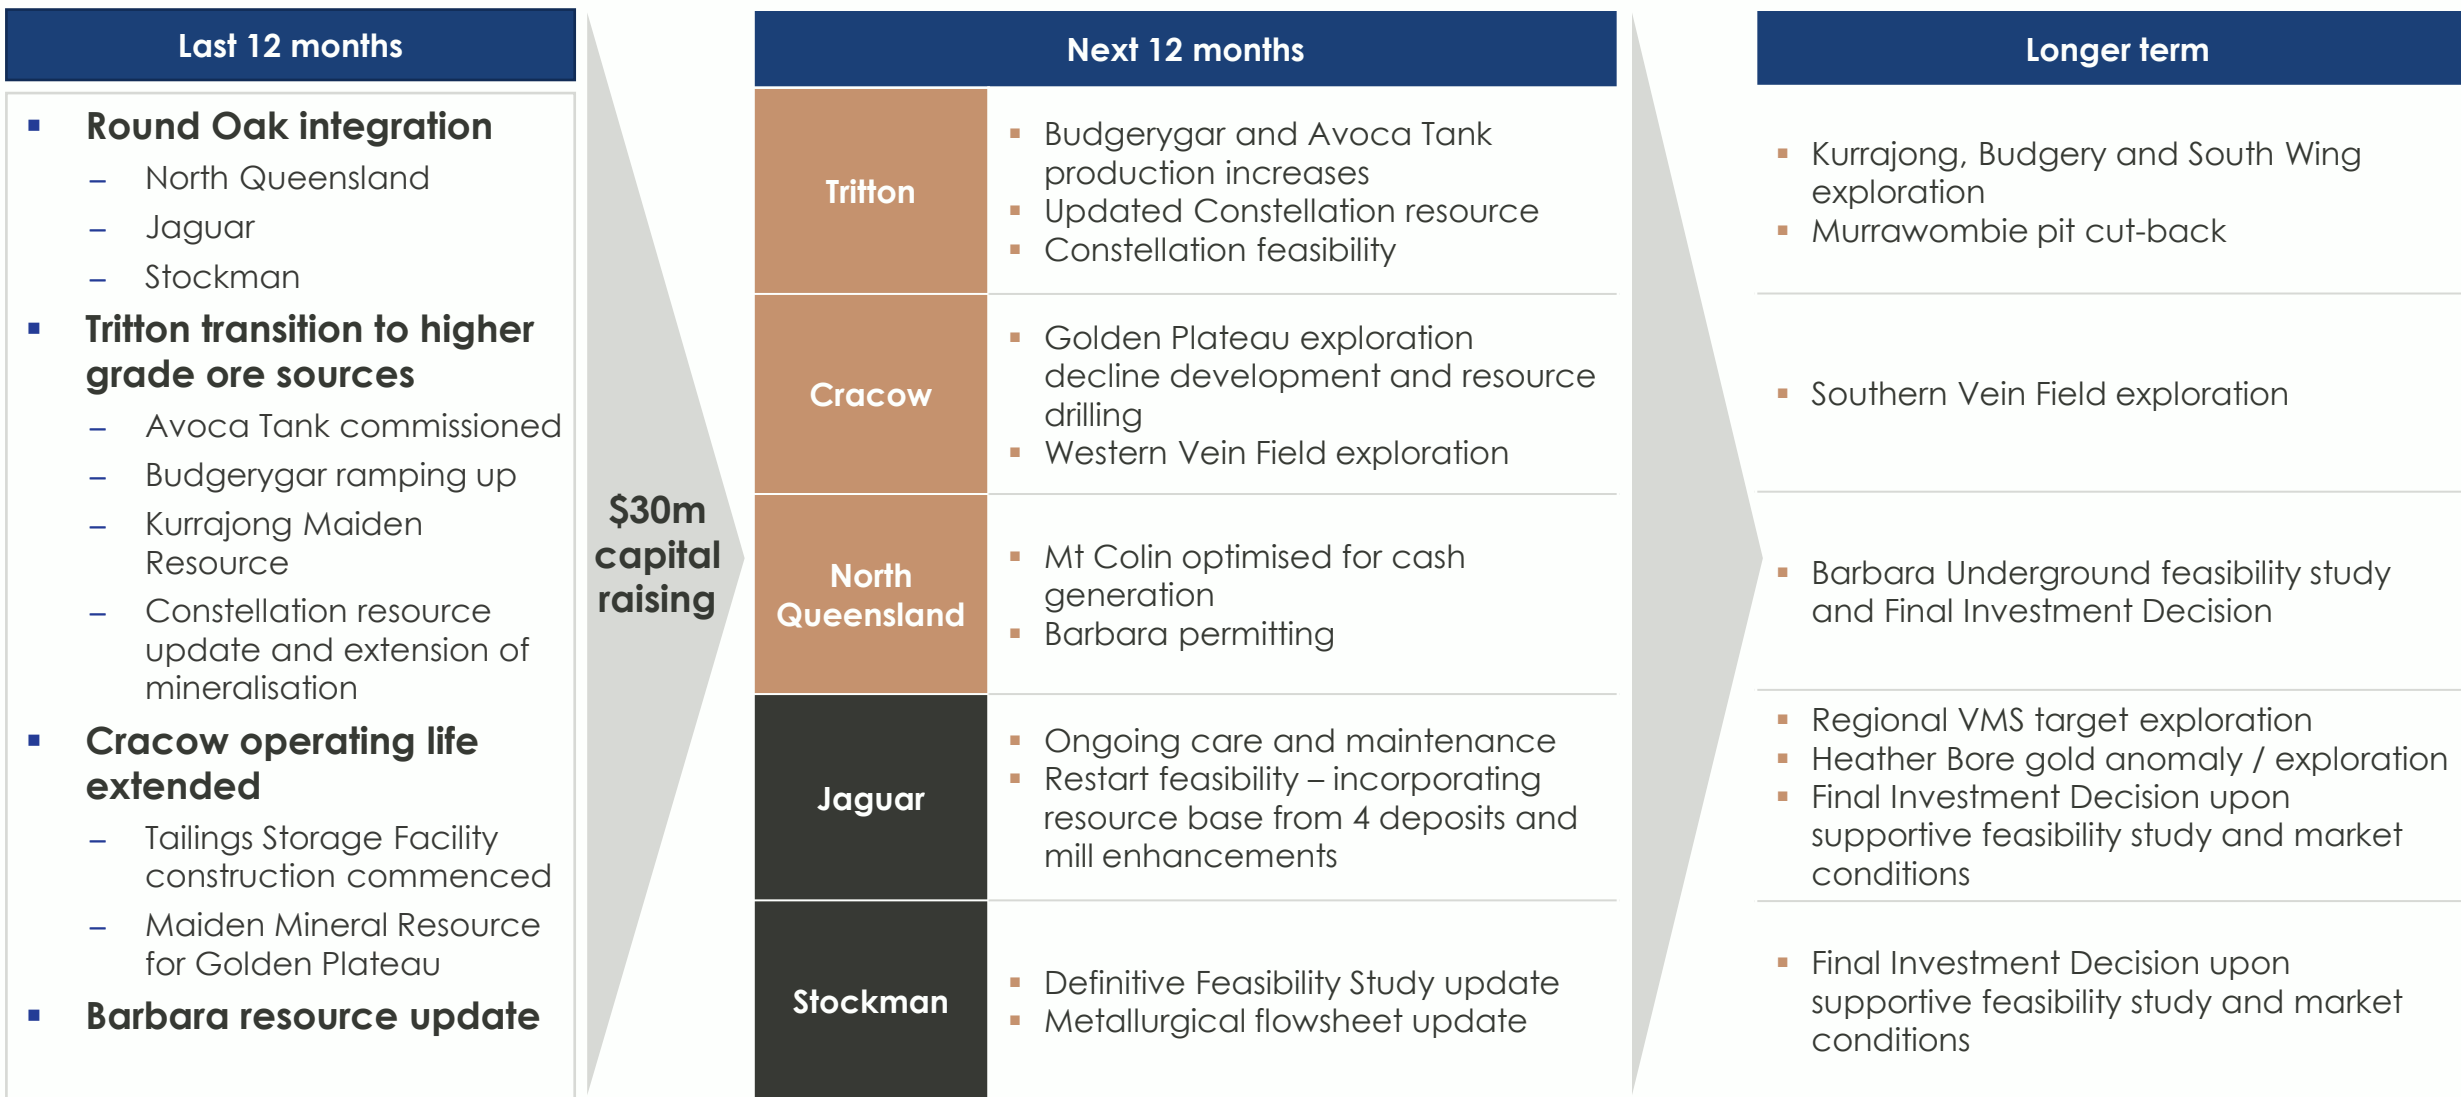 Last 12 months
▪ Round Oak integration
– North Queensland
– Jaguar
– Stockman
▪ Tritton transition to higher
grade ore sources
– Avoca Tank commissioned
– Budgerygar ramping up
– Kurrajong Maiden
Resource
– Constellation resource
update and extension of
mineralisation
▪ Cracow operating life
extended
– Tailings Storage Facility
construction commenced
– Maiden Mineral Resource
for Golden Plateau
▪ Barbara resource update
$30m
capital
raising
Next 12 months
Tritton
▪ Budgerygar and Avoca Tank
production increases
▪ Updated Constellation resource
▪ Constellation feasibility
Cracow
▪ Golden Plateau exploration
decline development and resource
drilling
▪ Western Vein Field exploration
North
Queensland
▪ Mt Colin optimised for cash
generation
▪ Barbara permitting
Jaguar
▪ Ongoing care and maintenance
▪ Restart feasibility – incorporating
resource base from 4 deposits and
mill enhancements
Stockman
▪ Definitive Feasibility Study update
▪ Metallurgical flowsheet update
Longer term
▪ Kurrajong, Budgery and South Wing
exploration
▪ Murrawombie pit cut-back
▪ Southern Vein Field exploration
▪ Barbara Underground feasibility study
and Final Investment Decision
▪ Regional VMS target exploration
▪ Heather Bore gold anomaly / exploration
▪ Final Investment Decision upon
supportive feasibility study and market
conditions
▪ Final Investment Decision upon
supportive feasibility study and market
conditions